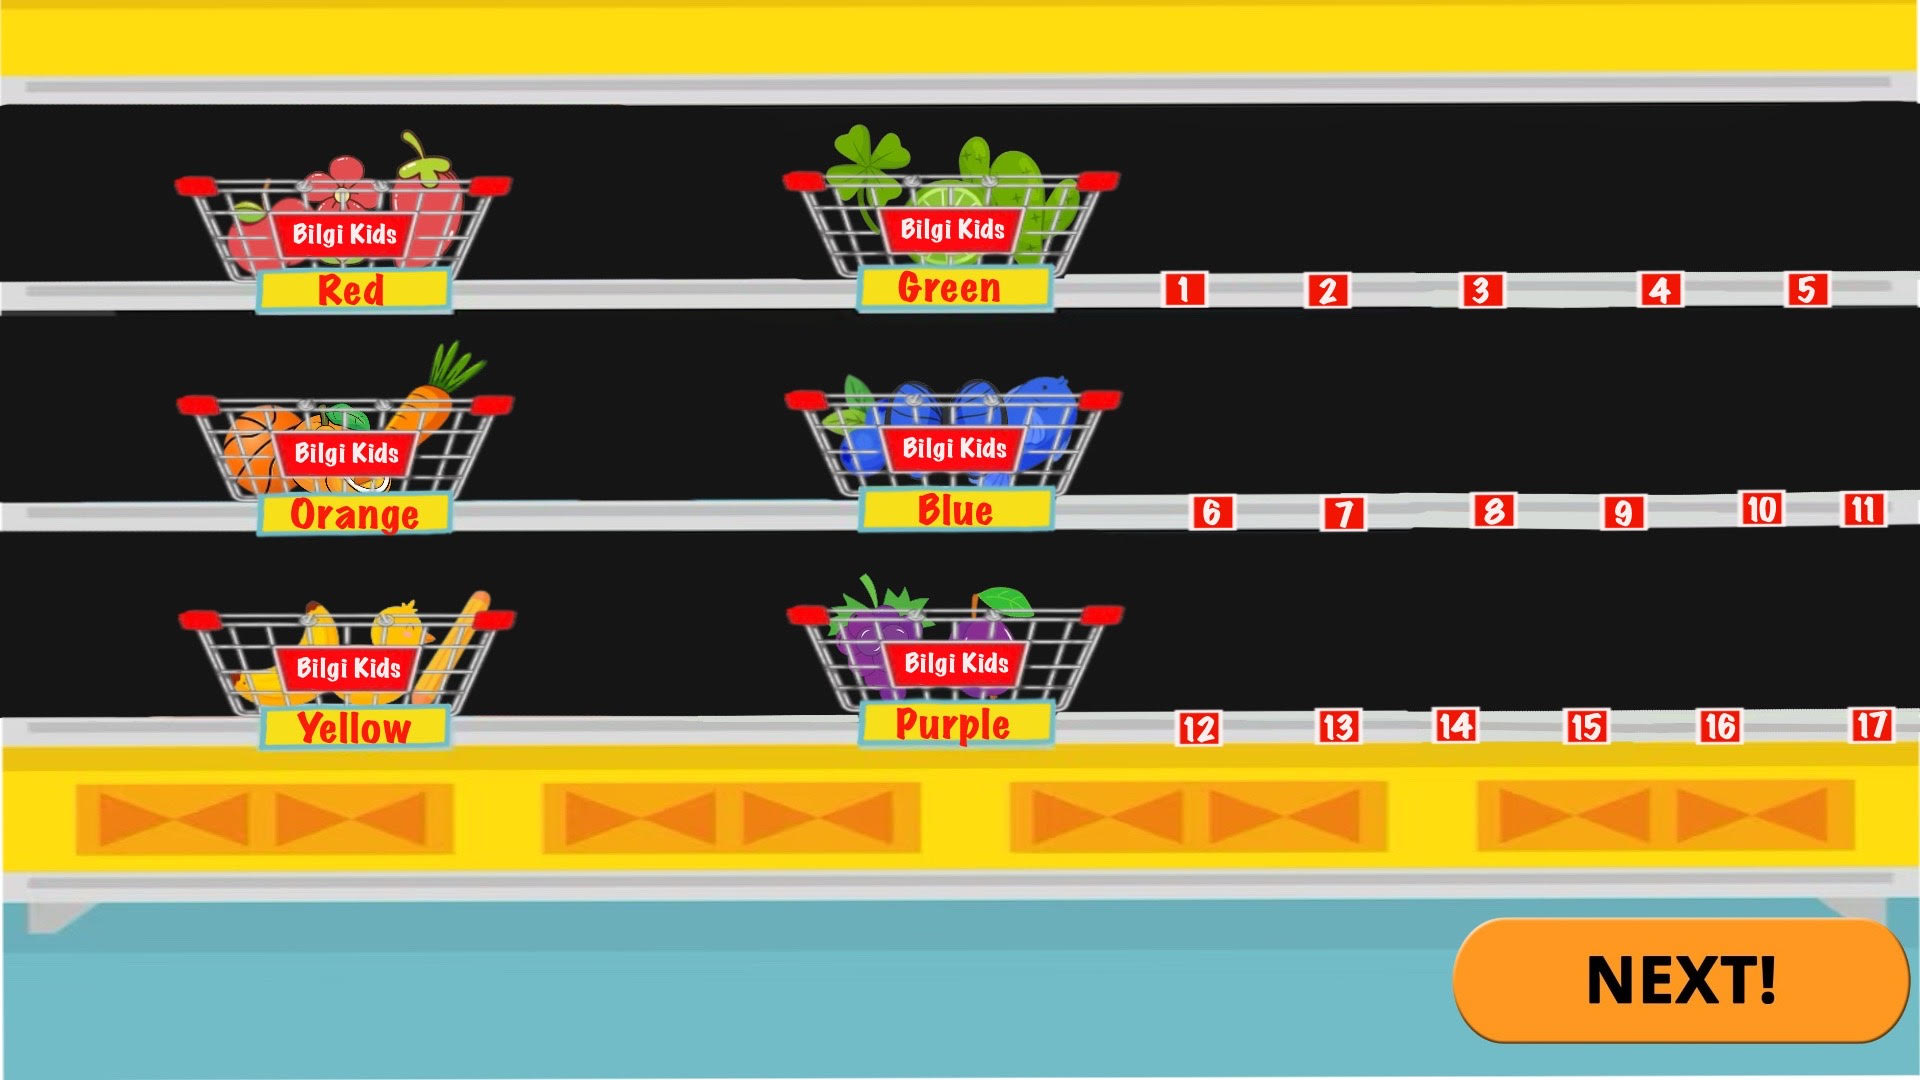 Bilgi Kids
Red
Bilgi Kids
Green
1 2 3 4 5
Bilgi Kids
Orange
Bilgi Kids
Blue
6 7 8 9 10 11
Bilgi Kids
Yellow
Bilgi Kids
Purple
12 13 14 15 16 17
NEXT!